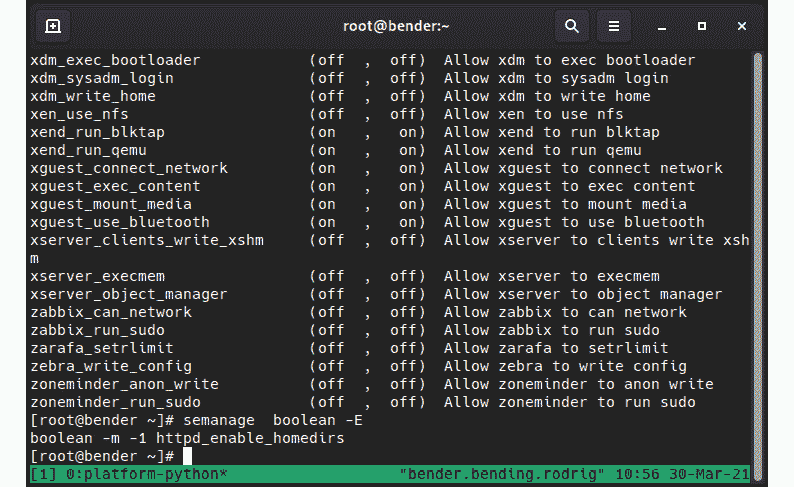 root@bender:~
xdm_exec_bootloader            (off  ,  off)  Allow xdm to exec bootloader
xdm_sysadm_login               (off  ,  off)  Allow xdm to sysadm login
xdm_write_home                 (off  ,  off)  Allow xdm to write home
xen_use_nfs                    (off  ,  off)  Allow xen to use nfs
xend_run_blktap                (on   ,   on)  Allow xend to run blktap
xend_run_qemu                  (on   ,   on)  Allow xend to run qemu
xguest_connect_network         (on   ,   on)  Allow xguest to connect network
xguest_exec_content            (on   ,   on)  Allow xguest to exec content
xguest_mount_media             (on   ,   on)  Allow xguest to mount media
xguest_use_bluetooth           (on   ,   on)  Allow xguest to use bluetooth
xserver_clients_write_xshm     (off  ,  off)  Allow xserver to clients write xsh
m
xserver_execmem                (off  ,  off)  Allow xserver to execmem
xserver_object_manager         (off  ,  off)  Allow xserver to object manager
zabbix_can_network             (off  ,  off)  Allow zabbix to can network
zabbix_run_sudo                (off  ,  off)  Allow zabbix to run sudo
zarafa_setrlimit               (off  ,  off)  Allow zarafa to setrlimit
zebra_write_config             (off  ,  off)  Allow zebra to write config
zoneminder_anon_write          (off  ,  off)  Allow zoneminder to anon write
zoneminder_run_sudo            (off  ,  off)  Allow zoneminder to run sudo
[root@bender ~]# semanage  boolean -E
boolean -m -1 httpd_enable_homedirs
[root@bender ~]#
[1] 0:platform-python*                   "bender.bending.rodrig" 10:56 30-Mar-21